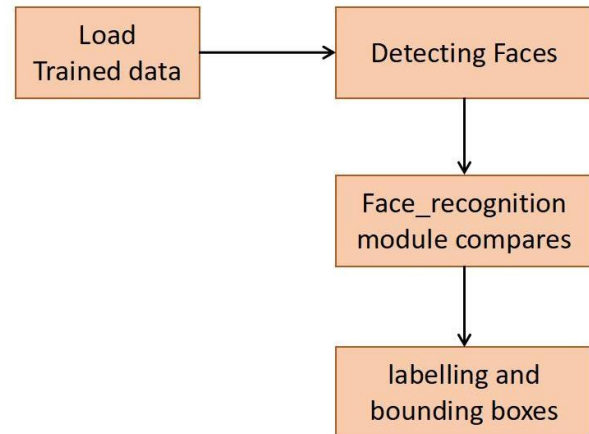 Load
Trained data
Detecting Faces
Face_recognition
module compares
labelling and
bounding boxes